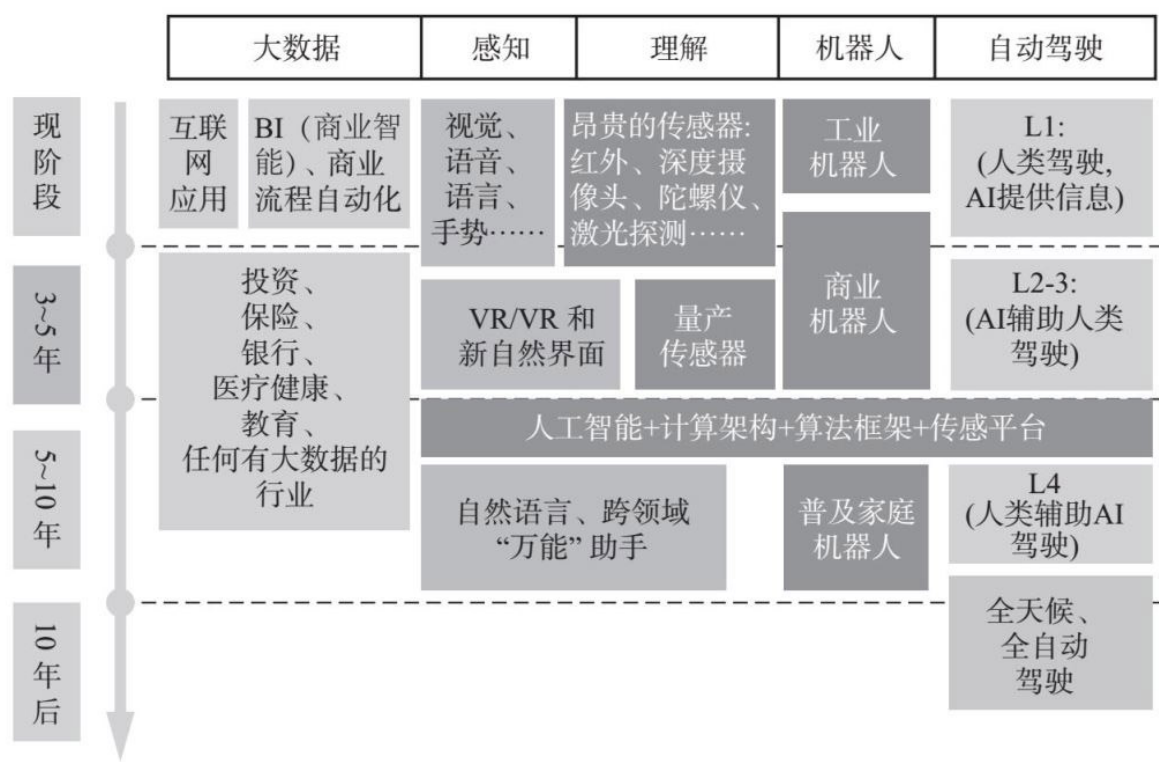 大数据
感知
理解
机器人
自动驾驶
现
阶
段
互联
网
应用
BI（商业智
能）、商业
流程自动化
视觉、
语音、
语言、
手势……
昂贵的传感器:
红外、深度摄
像头、陀螺仪、
激光探测……
工业
机器人
L1:
(人类驾驶,
AI提供信息)
3~5
年
投资、
保险、
银行、
医疗健康、
教育、
任何有大数据的
行业
VR/VR 和
新自然界面
量产
传感器
商业
机器人
L2-3:
(AI辅助人类
驾驶)
人工智能+计算架构+算法框架+传感平台
5~10
年
自然语言、跨领域
“万能” 助手
普及家庭
机器人
L4
(人类辅助AI
驾驶)
10
年
后
全天候、
全自动
驾驶